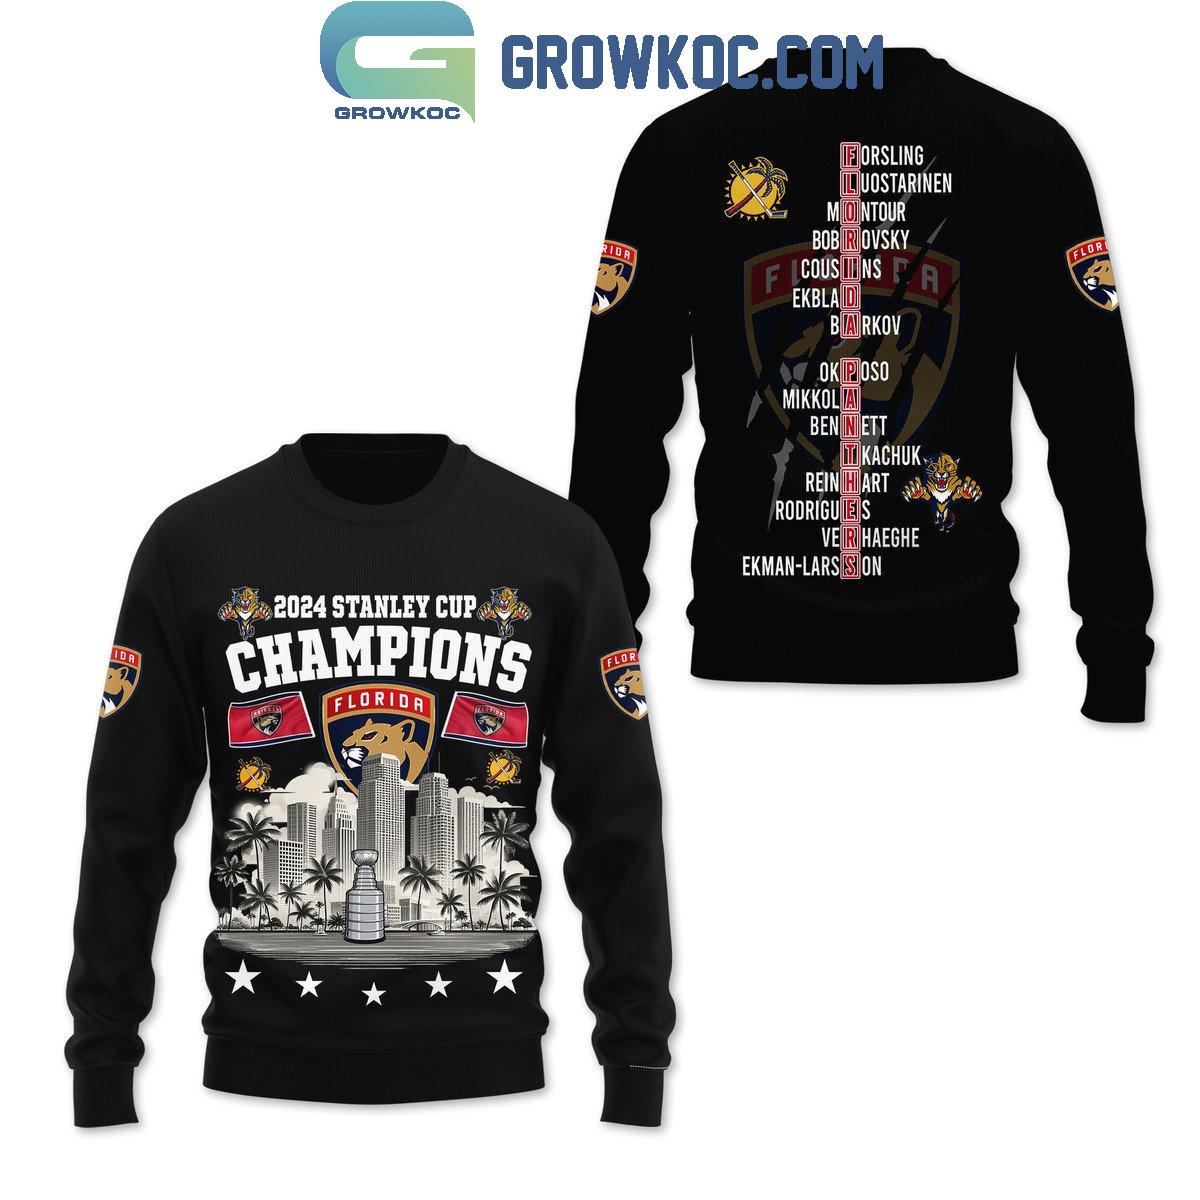 GROWKOC
GROWKOC.COM
FORSLING
LUOSTARINEN
MONTOUR
BOBROVSKY
COUSINS
EKBLAD
BARKOV
OKPOSO
MIKKOLA
BENNETT
TKACHUK
REINHART
RODRIGUES
VERHAEGHE
EKMAN-LARSSON
FLORIDA
FLORIDA
FLORIDA
2024 STANLEY CUP
CHAMPIONS
FLORIDA
FLORIDA
FLORIDA